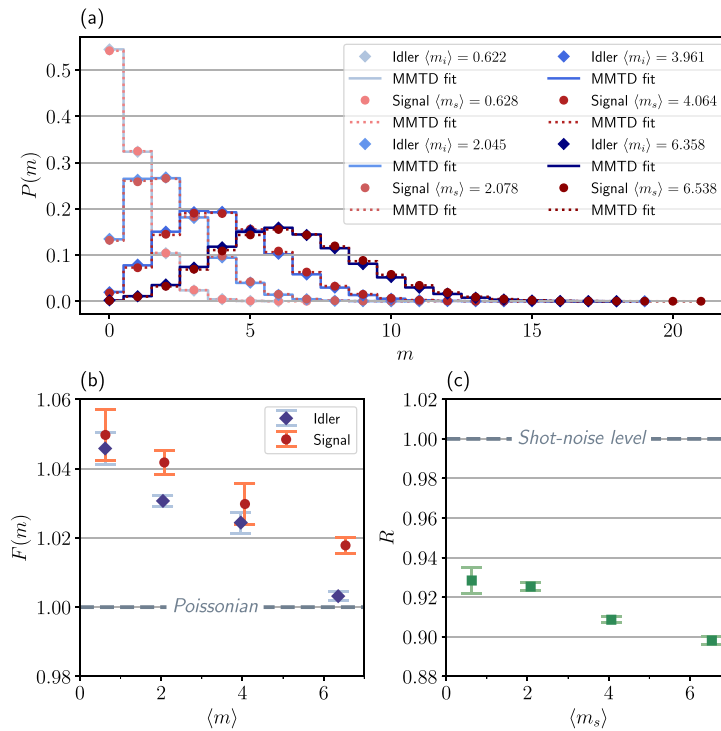 (a)
P(m)
0.5
0.4
0.3
0.2
0.1
0.0
Idler ⟨m_i⟩ = 0.622
MMTD fit
Signal ⟨m_s⟩ = 0.628
MMTD fit
Idler ⟨m_i⟩ = 2.045
MMTD fit
Signal ⟨m_s⟩ = 2.078
MMTD fit
Idler ⟨m_i⟩ = 3.961
MMTD fit
Signal ⟨m_s⟩ = 4.064
MMTD fit
Idler ⟨m_i⟩ = 6.358
MMTD fit
Signal ⟨m_s⟩ = 6.538
MMTD fit
0 5 10 15 20
m
(b)
F(m)
1.06
1.04
1.02
1.00
0.98
Idler
Signal
Poissonian
0 2 4 6
⟨m⟩
(c)
R
1.02
1.00
0.98
0.96
0.94
0.92
0.90
0.88
Shot-noise level
0 2 4 6
⟨m_s⟩